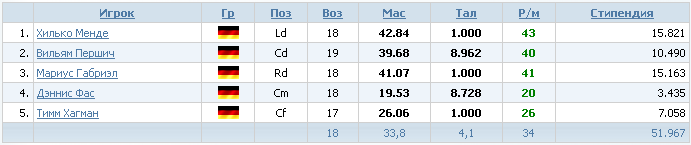 Игрок Гр Поз Воз Мас Тал Р/м Стипендия
1. Хилько Менде Ld 18 42.84 1.000 43 15.821
2. Вильям Першич Cd 19 39.68 8.962 40 10.490
3. Мариус Габриэл Rd 18 41.07 1.000 41 15.163
4. Дэннис Фас Cm 18 19.53 8.728 20 3.435
5. Тимм Хагман Cf 17 26.06 1.000 26 7.058
18 33,8 4,1 34 51.967